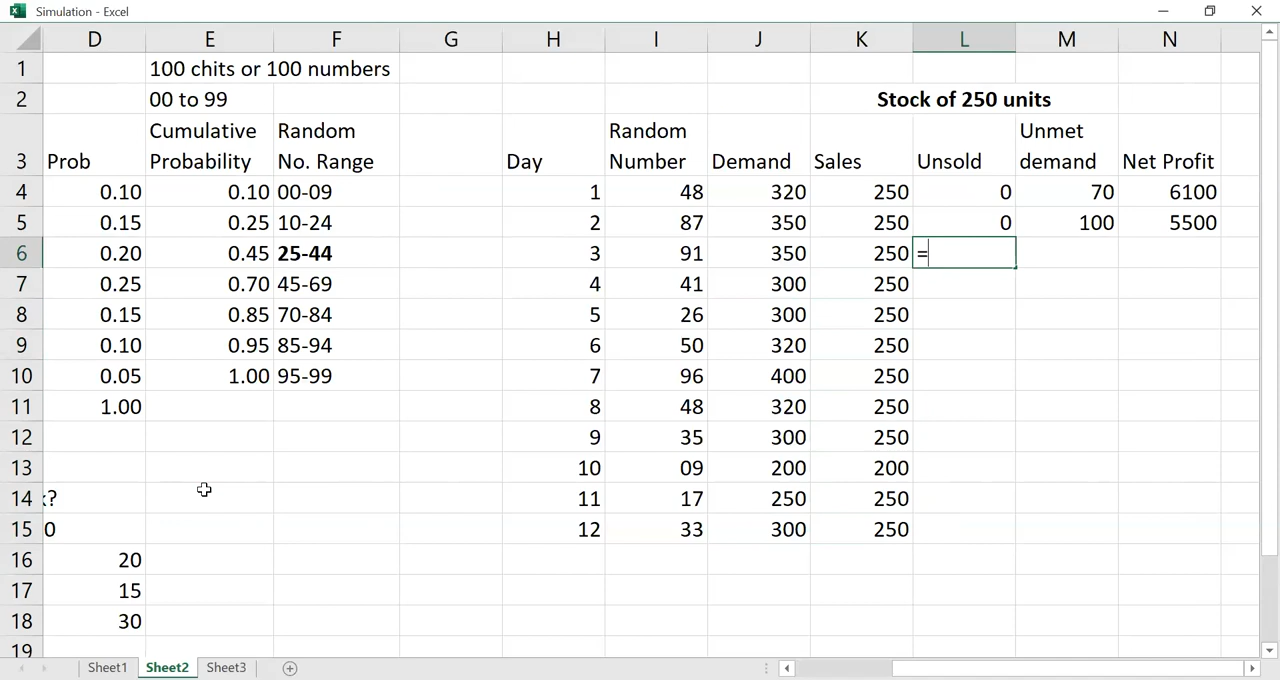 Simulation - Excel
D E F G H I J K L M N
1 100 chits or 100 numbers
2 00 to 99 Stock of 250 units
Cumulative Random Random Unmet
3 Prob Probability No. Range Day Number Demand Sales Unsold demand Net Profit
4 0.10 0.10 00-09 1 48 320 250 0 70 6100
5 0.15 0.25 10-24 2 87 350 250 0 100 5500
6 0.20 0.45 25-44 3 91 350 250 =
7 0.25 0.70 45-69 4 41 300 250
8 0.15 0.85 70-84 5 26 300 250
9 0.10 0.95 85-94 6 50 320 250
10 0.05 1.00 95-99 7 96 400 250
11 1.00 8 48 320 250
12 9 35 300 250
13 10 09 200 200
14 ? 11 17 250 250
15 0 12 33 300 250
16 20
17 15
18 30
19
Sheet1 Sheet2 Sheet3